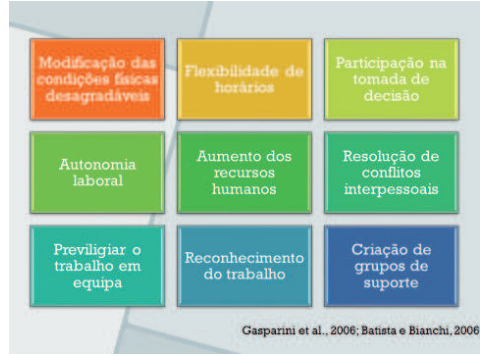 Modificação das
condições físicas
desagradáveis
Flexibilidade de
horários
Participação na
tomada de
decisão
Autonomia
laboral
Aumento dos
recursos
humanos
Resolução de
conflitos
interpessoais
Previligiar o
trabalho em
equipa
Reconhecimento
do trabalho
Criação de
grupos de
suporte
Gasparini et al., 2006; Batista e Bianchi, 2006